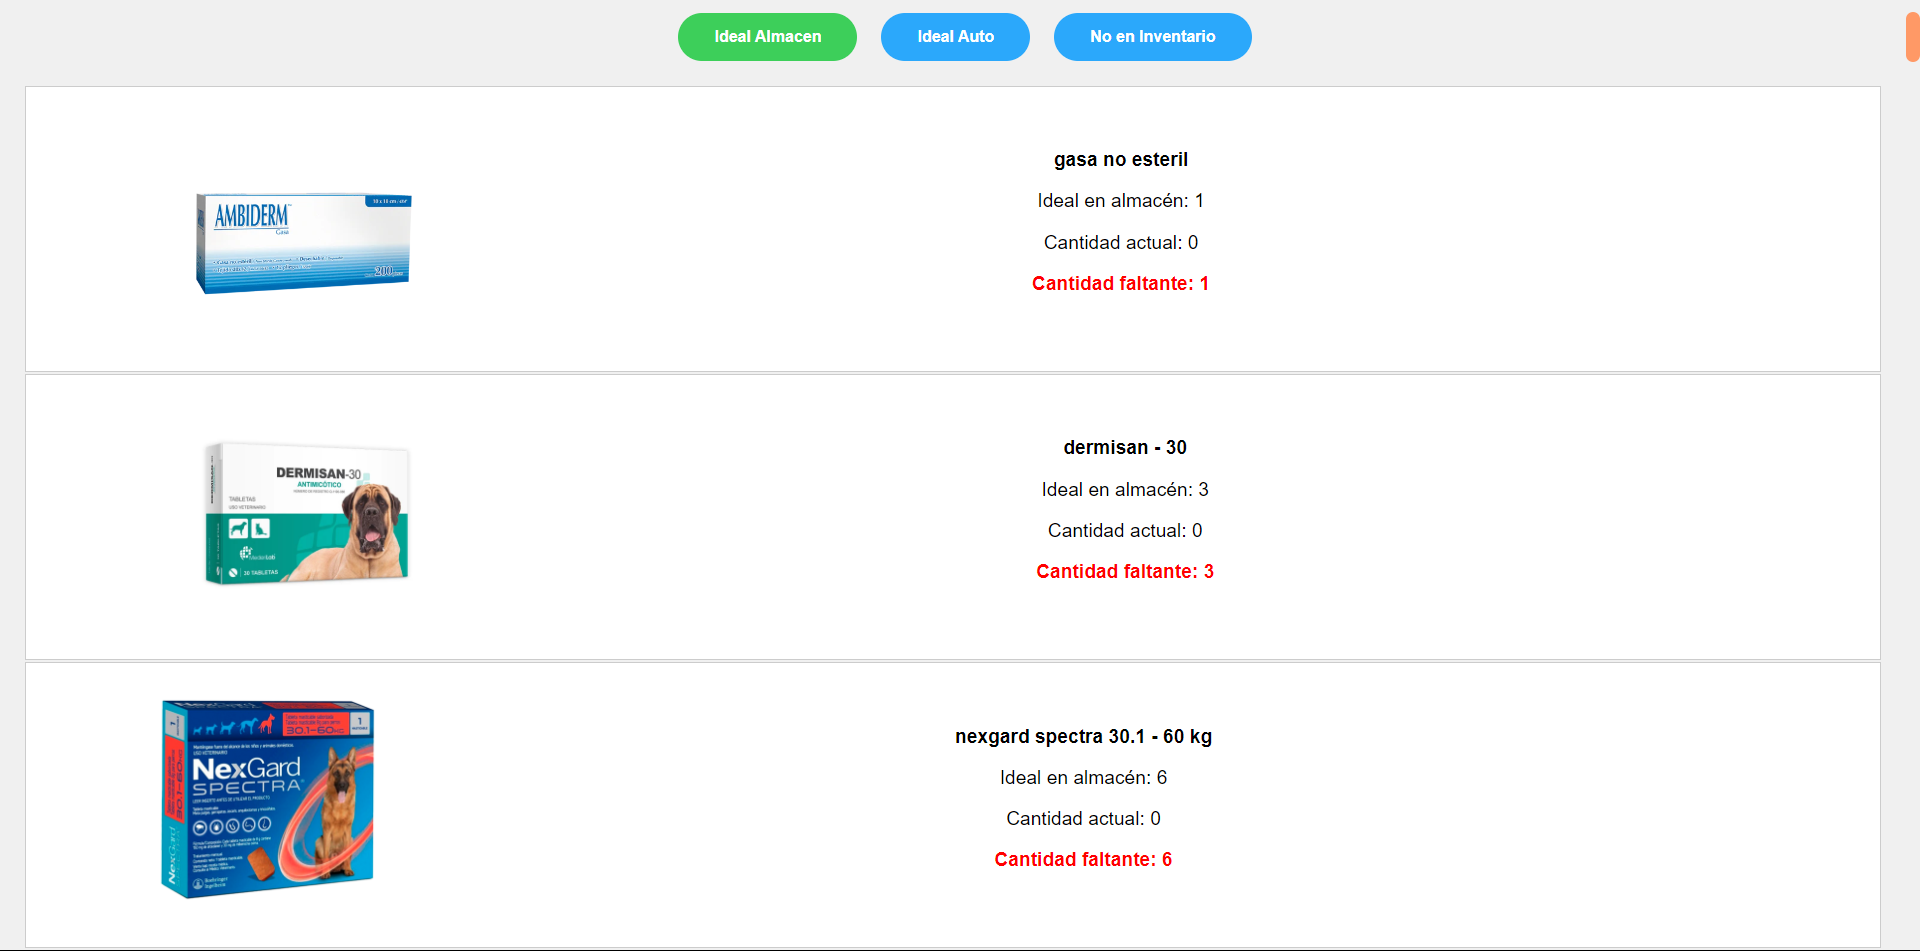 Ideal Almacen
Ideal Auto
No en Inventario
AMBIDERM
Gasa
200
gasa no esteril
Ideal en almacén: 1
Cantidad actual: 0
Cantidad faltante: 1
DERMISAN-30
ANTIMICÓTICO
TABLETAS
USO VETERINARIO
30 TABLETAS
dermisan - 30
Ideal en almacén: 3
Cantidad actual: 0
Cantidad faltante: 3
1
30.1-60KG
NexGard
SPECTRA
nexgard spectra 30.1 - 60 kg
Ideal en almacén: 6
Cantidad actual: 0
Cantidad faltante: 6